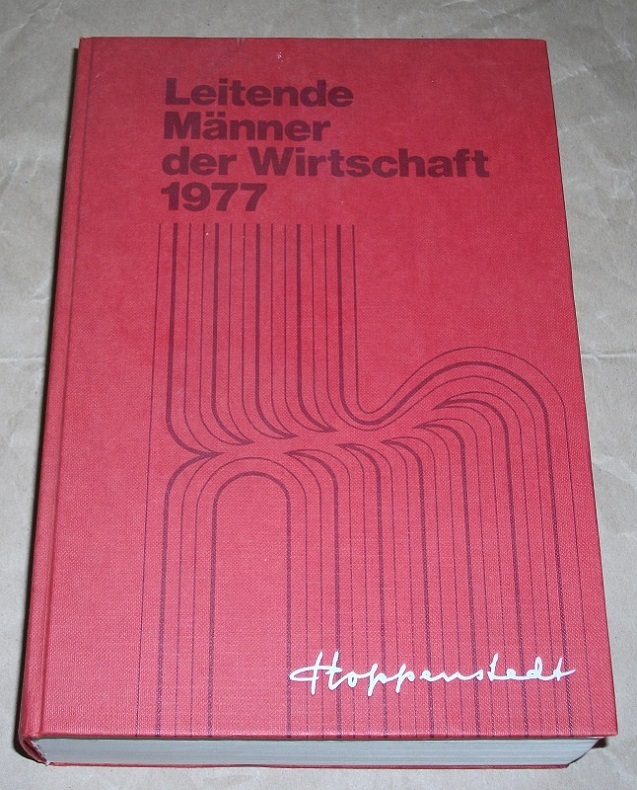 Leitende
Männer
der Wirtschaft
1977
Hoppenstedt